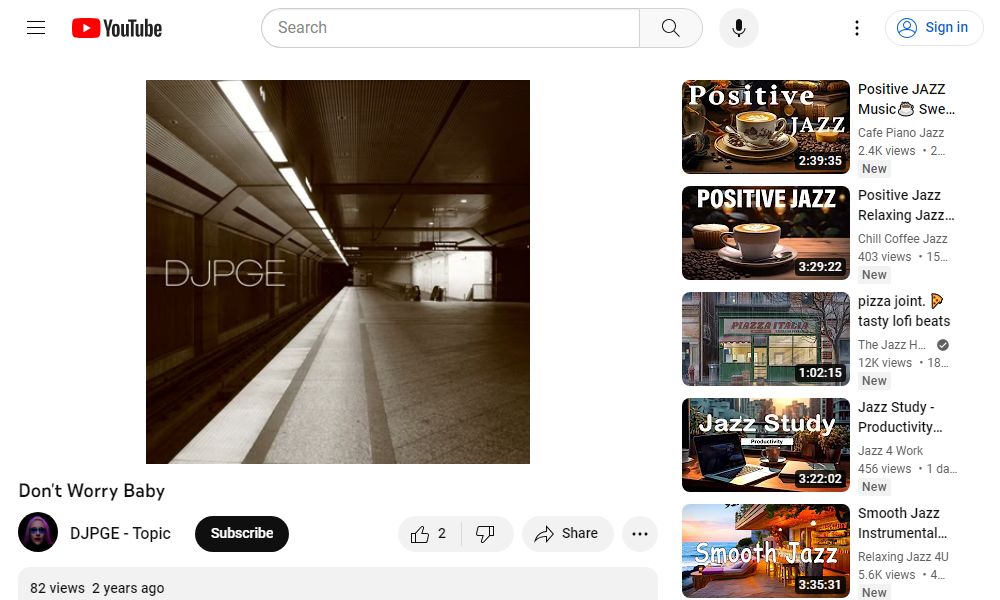 YouTube
Search
Sign in
DJPGE
Don't Worry Baby
DJPGE - Topic
Subscribe
2
Share
82 views 2 years ago
Positive
JAZZ
2:39:35
Positive JAZZ
Music☕ Swe...
Cafe Piano Jazz
2.4K views • 2...
New
POSITIVE JAZZ
3:29:22
Positive Jazz
Relaxing Jazz...
Chill Coffee Jazz
403 views • 15...
New
PIAZZA ITALIA
1:02:15
pizza joint. 🍕
tasty lofi beats
The Jazz H...
12K views • 18...
New
Jazz Study
Productivity
3:22:02
Jazz Study -
Productivity...
Jazz 4 Work
456 views • 1 da...
New
Smooth Jazz
3:35:31
Smooth Jazz
Instrumental...
Relaxing Jazz 4U
5.6K views • 4...
New